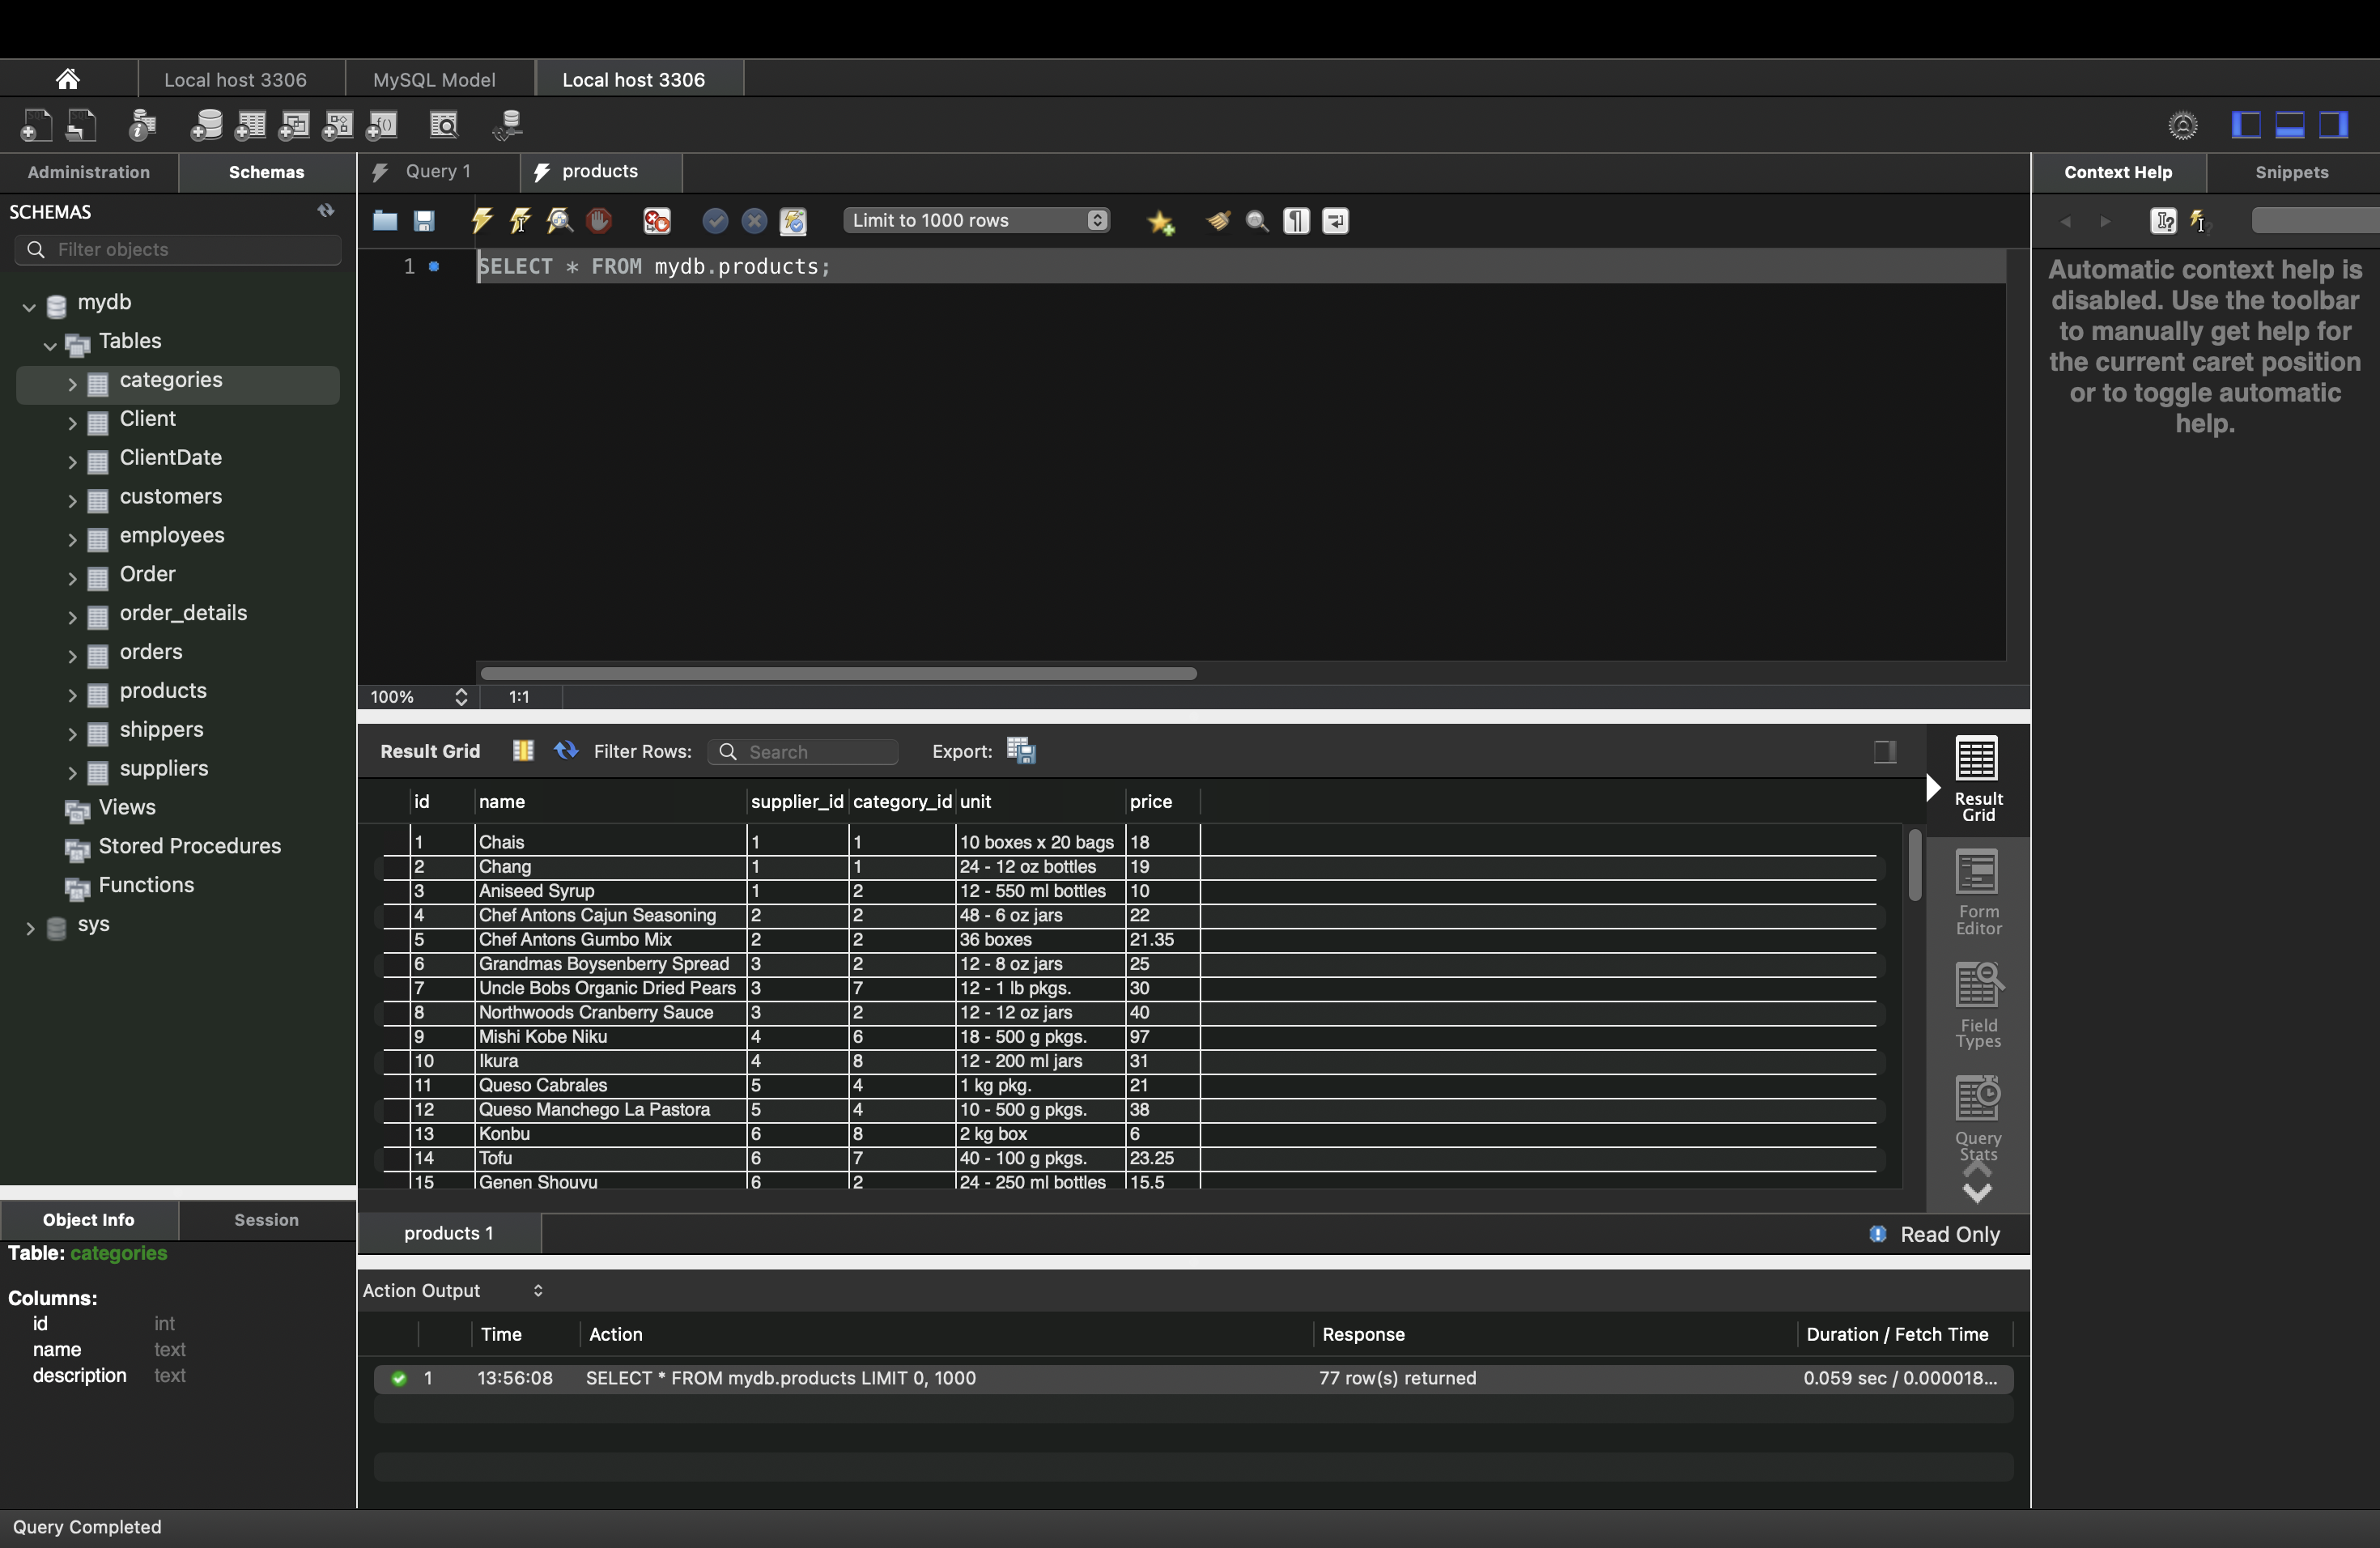 Local host 3306 MySQL Model Local host 3306
Administration Schemas
SCHEMAS
Filter objects
mydb
Tables
categories
Client
ClientDate
customers
employees
Order
order_details
orders
products
shippers
suppliers
Views
Stored Procedures
Functions
sys
Object Info Session
Table: categories
Columns:
id int
name text
description text
Query 1 products
Limit to 1000 rows
1 SELECT * FROM mydb.products;
100% 1:1
Result Grid Filter Rows: Search Export:
id name supplier_id category_id unit price
1 Chais 1 1 10 boxes x 20 bags 18
2 Chang 1 1 24 - 12 oz bottles 19
3 Aniseed Syrup 1 2 12 - 550 ml bottles 10
4 Chef Antons Cajun Seasoning 2 2 48 - 6 oz jars 22
5 Chef Antons Gumbo Mix 2 2 36 boxes 21.35
6 Grandmas Boysenberry Spread 3 2 12 - 8 oz jars 25
7 Uncle Bobs Organic Dried Pears 3 7 12 - 1 lb pkgs. 30
8 Northwoods Cranberry Sauce 3 2 12 - 12 oz jars 40
9 Mishi Kobe Niku 4 6 18 - 500 g pkgs. 97
10 Ikura 4 8 12 - 200 ml jars 31
11 Queso Cabrales 5 4 1 kg pkg. 21
12 Queso Manchego La Pastora 5 4 10 - 500 g pkgs. 38
13 Konbu 6 8 2 kg box 6
14 Tofu 6 7 40 - 100 g pkgs. 23.25
15 Genen Shouyu 6 2 24 - 250 ml bottles 15.5
Result
Grid
Form
Editor
Field
Types
Query
Stats
products 1 Read Only
Action Output
Time Action Response Duration / Fetch Time
1 13:56:08 SELECT * FROM mydb.products LIMIT 0, 1000 77 row(s) returned 0.059 sec / 0.000018...
Context Help Snippets
Automatic context help is
disabled. Use the toolbar
to manually get help for
the current caret position
or to toggle automatic
help.
Query Completed